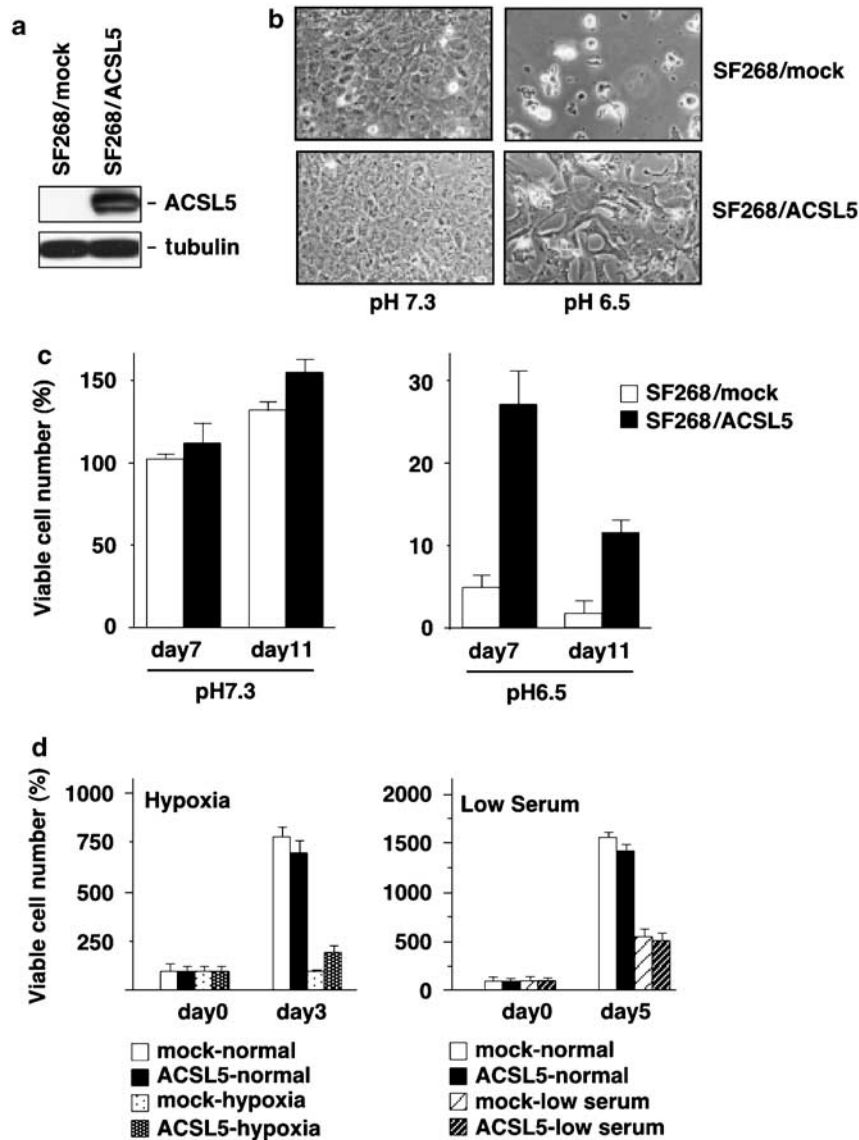 a
SF268/mock
SF268/ACSL5
- ACSL5
- tubulin
b
SF268/mock
SF268/ACSL5
pH 7.3
pH 6.5
c
Viable cell number (%)
150
100
50
0
day7
day11
pH7.3
30
20
10
0
day7
day11
pH6.5
SF268/mock
SF268/ACSL5
d
Viable cell number (%)
Hypoxia
1000
750
500
250
day0
day3
mock-normal
ACSL5-normal
mock-hypoxia
ACSL5-hypoxia
Low Serum
2000
1500
1000
500
0
day0
day5
mock-normal
ACSL5-normal
mock-low serum
ACSL5-low serum